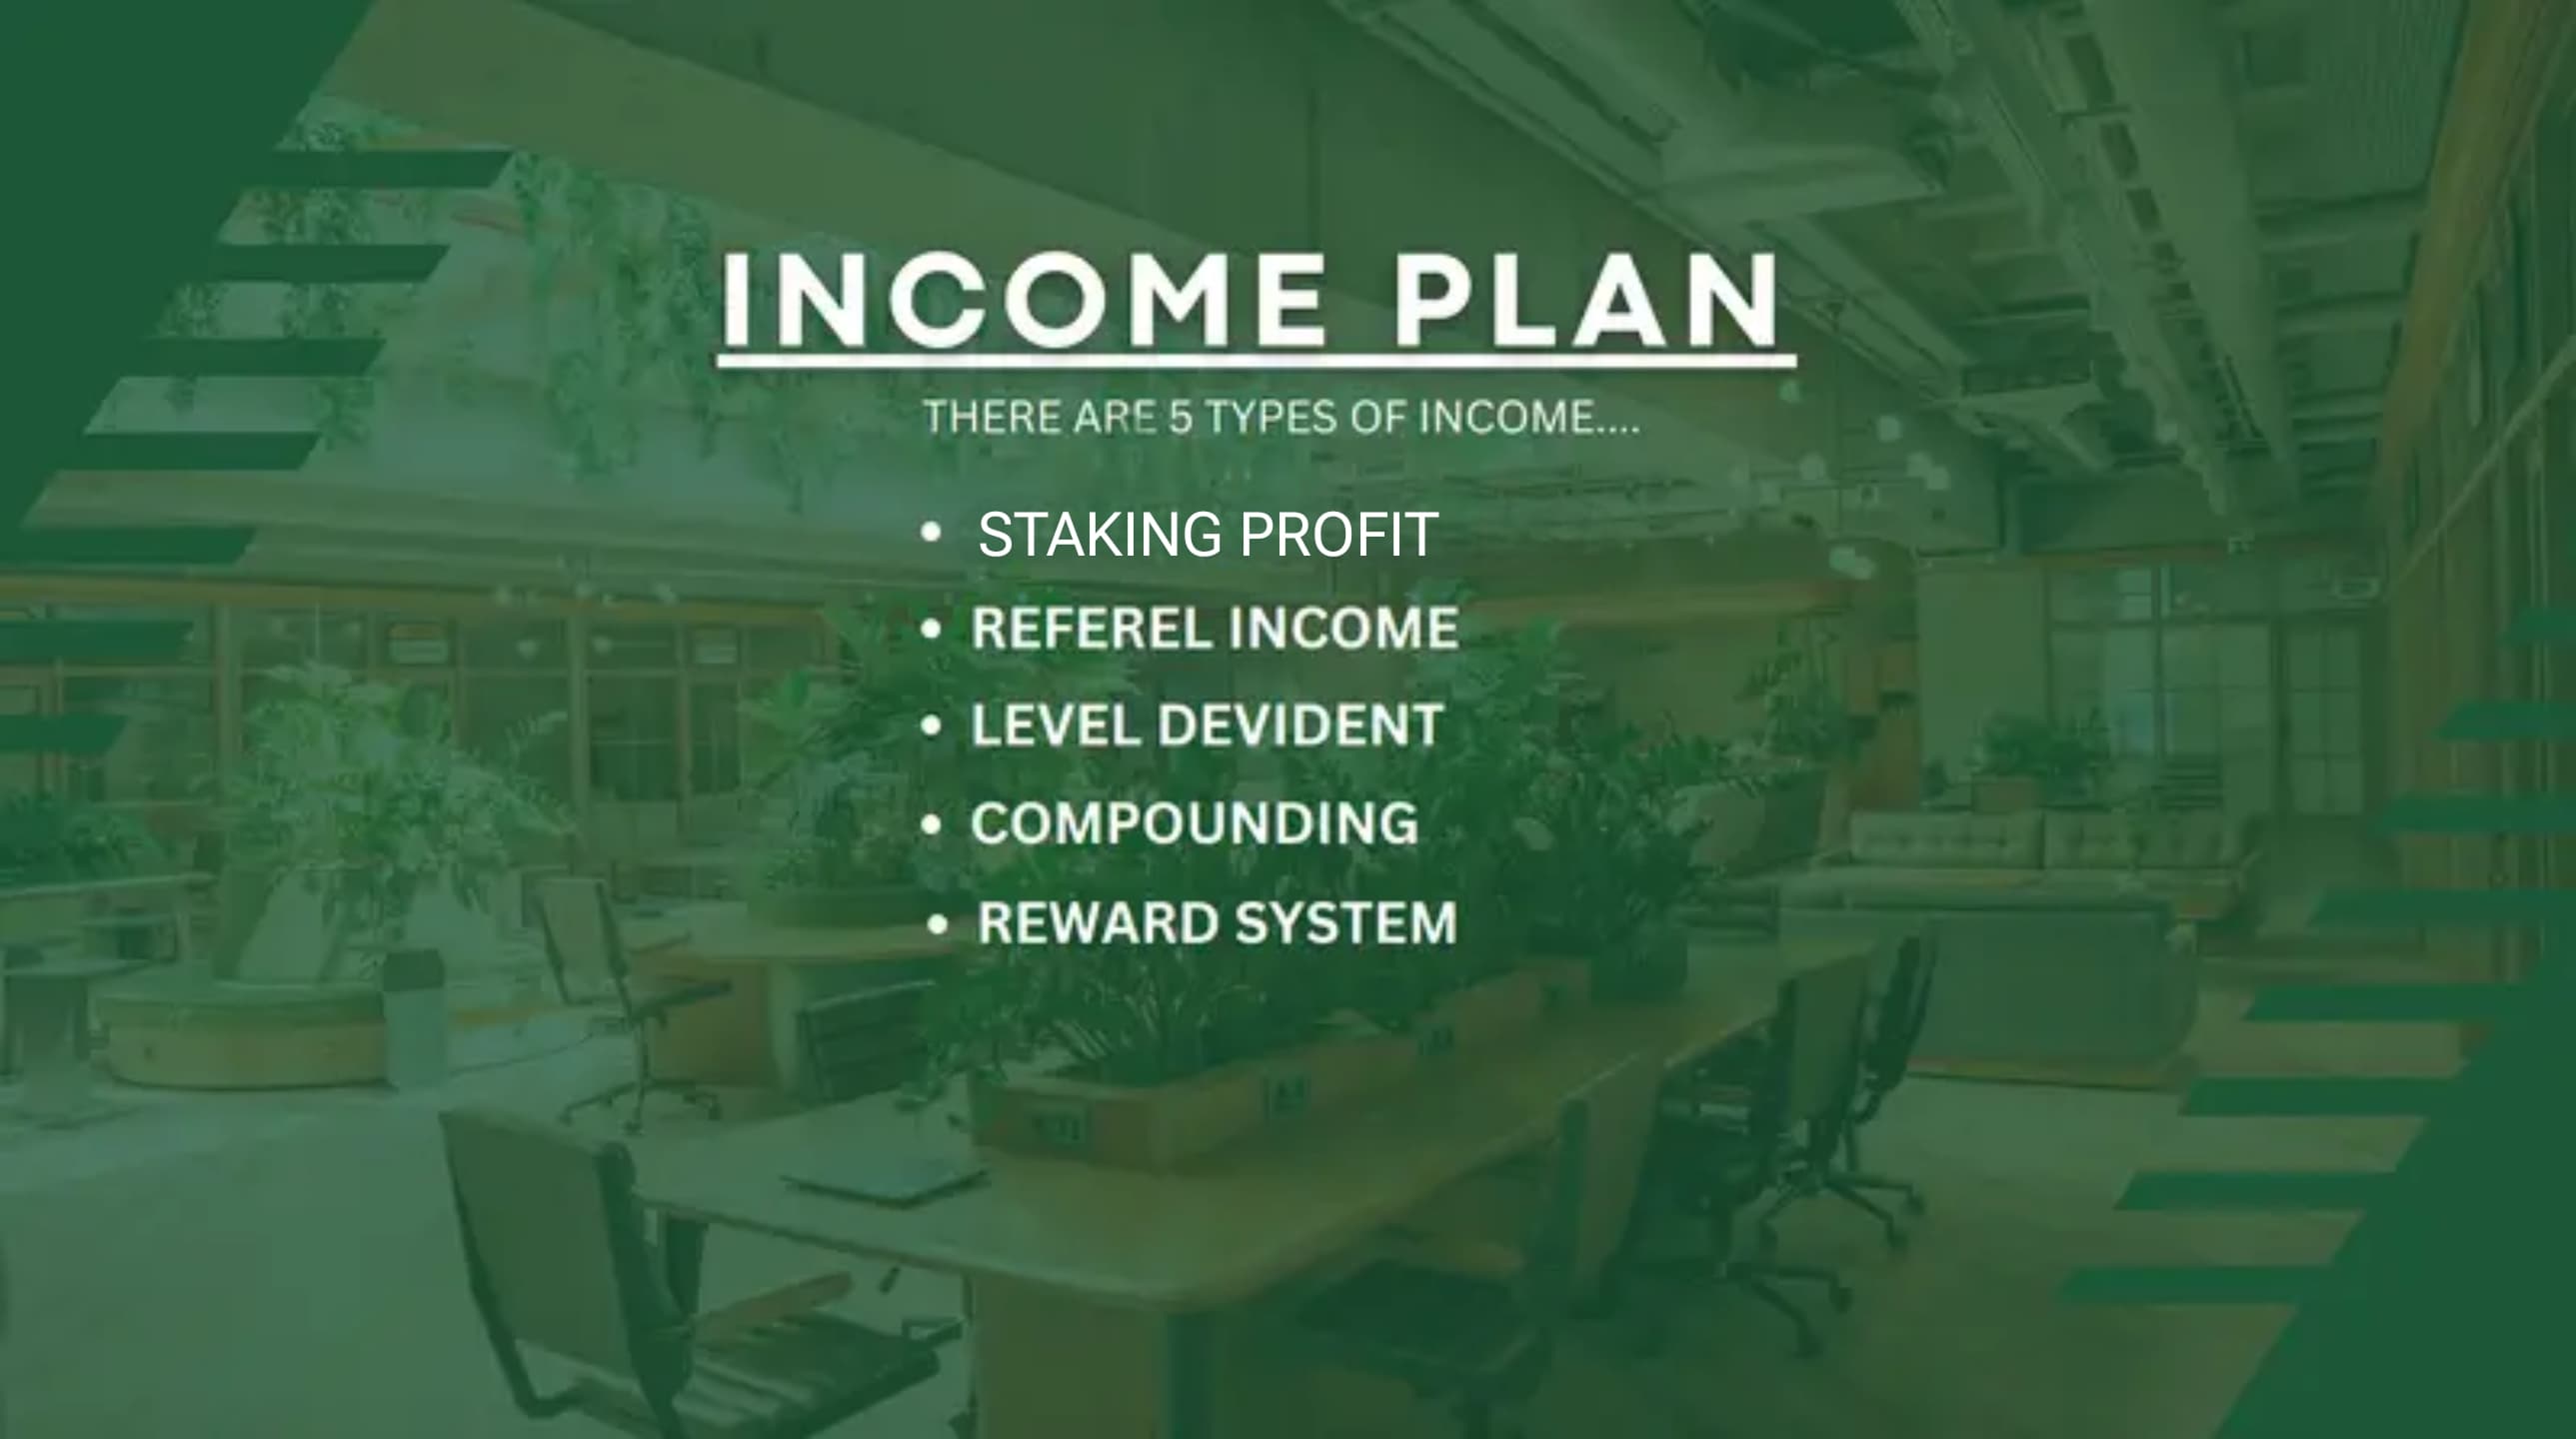 INCOME PLAN
THERE ARE 5 TYPES OF INCOME....
• STAKING PROFIT
• REFEREL INCOME
• LEVEL DEVIDENT
• COMPOUNDING
• REWARD SYSTEM